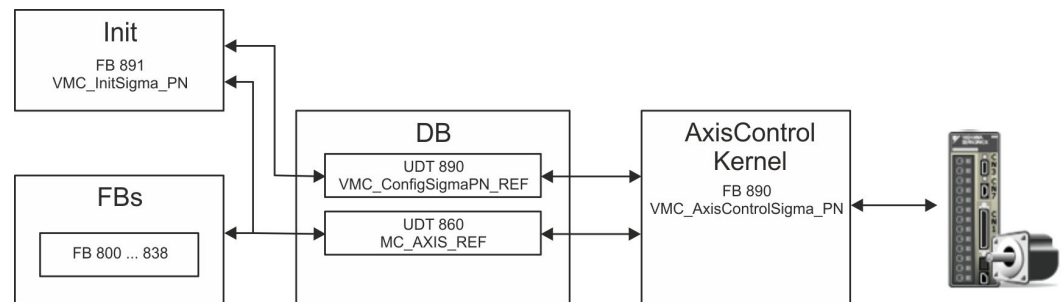 Init
FB 891
VMC_InitSigma_PN
FBs
FB 800 ... 838
DB
UDT 890
VMC_ConfigSigmaPN_REF
UDT 860
MC_AXIS_REF
AxisControl
Kernel
FB 890
VMC_AxisControlSigma_PN